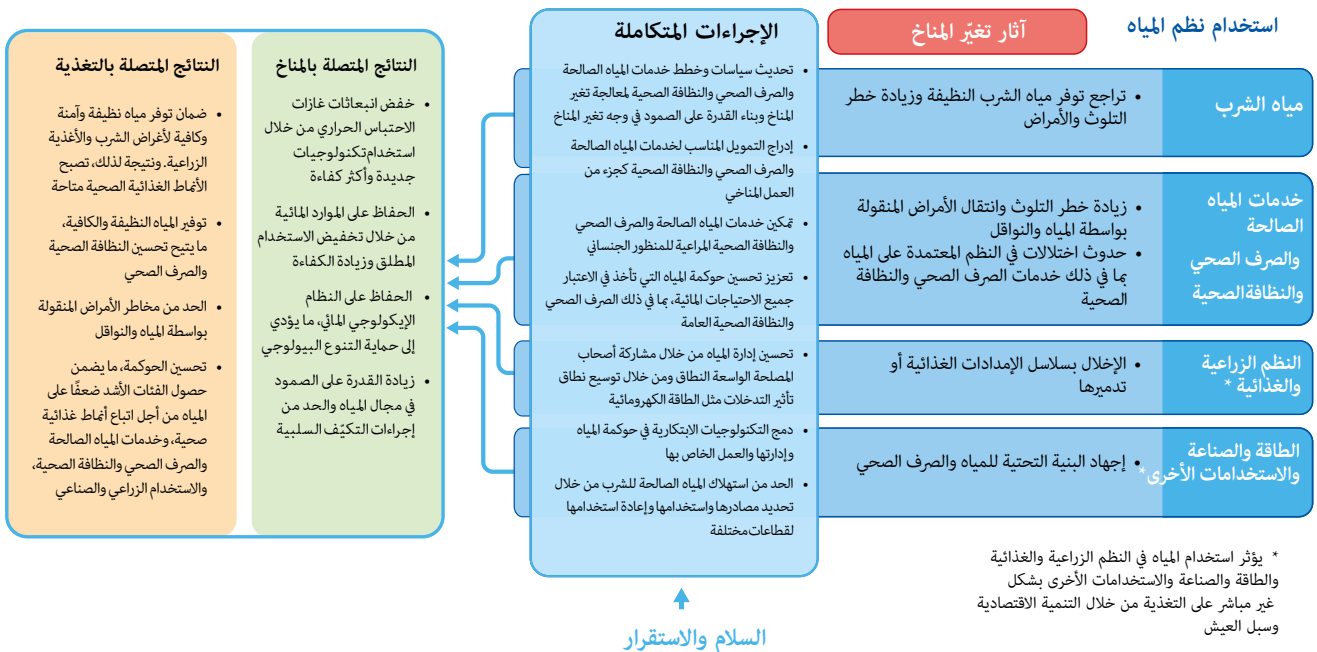 استخدام نظم المياه
آثار تغيّر المناخ
الإجراءات المتكاملة
النتائج المتصلة بالمناخ
النتائج المتصلة بالتغذية
مياه الشرب
• تراجع توفر مياه الشرب النظيفة وزيادة خطر
التلوث والأمراض
خدمات المياه
الصالحة
والصرف الصحي
والنظافةالصحية
• زيادة خطر التلوث وانتقال الأمراض المنقولة
بواسطة المياه والنواقل
• حدوث اختلالات في النظم المعتمدة على المياه
بما في ذلك خدمات الصرف الصحي والنظافة
الصحية
النظم الزراعية
والغذائية *
• الإخلال بسلاسل الإمدادات الغذائية أو
تدميرها
الطاقة والصناعة
والاستخدامات الأخرى*
• إجهاد البنية التحتية للمياه والصرف الصحي
• تحديث سياسات وخطط خدمات المياه الصالحة
والصرف الصحي والنظافة الصحية لمعالجة تغير
المناخ وبناء القدرة على الصمود في وجه تغير المناخ
• إدراج التمويل المناسب لخدمات المياه الصالحة
والصرف الصحي والنظافة الصحية كجزء من
العمل المناخي
• تمكين خدمات المياه الصالحة والصرف الصحي
والنظافة الصحية المراعية للمنظور الجنساني
• تعزيز تحسين حوكمة المياه التي تأخذ في الاعتبار
جميع الاحتياجات المائية، بما في ذلك الصرف الصحي
والنظافة الصحية العامة
• تحسين إدارة المياه من خلال مشاركة أصحاب
المصلحة الواسعة النطاق ومن خلال توسيع نطاق
تأثير التدخلات مثل الطاقة الكهرومائية
• دمج التكنولوجيات الابتكارية في حوكمة المياه
وإدارتها والعمل الخاص بها
• الحد من استهلاك المياه الصالحة للشرب من خلال
تحديد مصادرها واستخدامها وإعادة استخدامها
لقطاعات مختلفة
• خفض انبعاثات غازات
الاحتباس الحراري من خلال
استخدام تكنولوجيات
جديدة وأكثر كفاءة
• الحفاظ على الموارد المائية
من خلال تخفيض الاستخدام
المطلق وزيادة الكفاءة
• الحفاظ على النظام
الإيكولوجي المائي، ما يؤدي
إلى حماية التنوع البيولوجي
• زيادة القدرة على الصمود
في مجال المياه والحد من
إجراءات التكيّف السلبية
• ضمان توفر مياه نظيفة وآمنة
وكافية لأغراض الشرب والأغذية
الزراعية. ونتيجة لذلك، تصبح
الأنماط الغذائية الصحية متاحة
• توفير المياه النظيفة والكافية،
ما يتيح تحسين النظافة الصحية
والصرف الصحي
• الحد من مخاطر الأمراض المنقولة
بواسطة المياه والنواقل
• تحسين الحوكمة، ما يضمن
حصول الفئات الأشد ضعفًا على
المياه من أجل اتباع أنماط غذائية
صحية، وخدمات المياه الصالحة
والصرف الصحي والنظافة الصحية،
والاستخدام الزراعي والصناعي
* يؤثر استخدام المياه في النظم الزراعية والغذائية
والطاقة والصناعة والاستخدامات الأخرى بشكل
غير مباشر على التغذية من خلال التنمية الاقتصادية
وسبل العيش
السلام والاستقرار